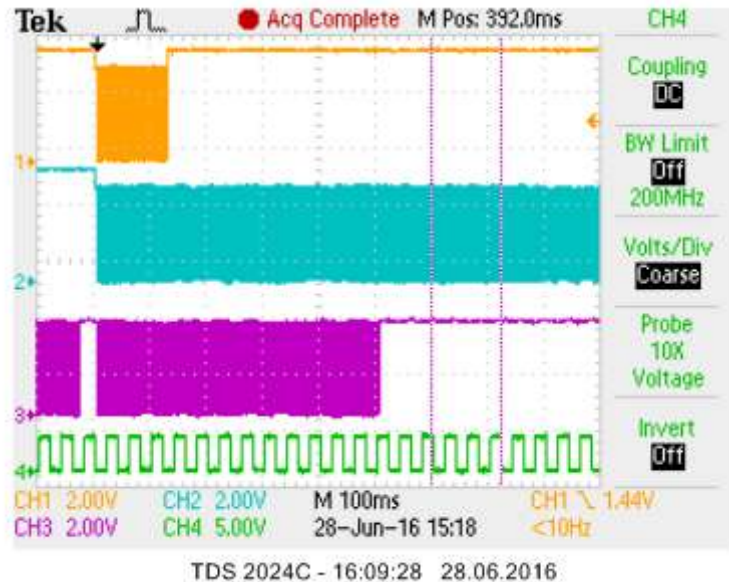 Tek Acq Complete M Pos: 392.0ms CH4
Coupling
DC
BW Limit
Off
200MHz
Volts/Div
Coarse
Probe
10X
Voltage
Invert
Off
1
2
3
4
CH1 2.00V CH2 2.00V M 100ms CH1 1.44V
CH3 2.00V CH4 5.00V 28-Jun-16 15:18 <10Hz
TDS 2024C - 16:09:28 28.06.2016